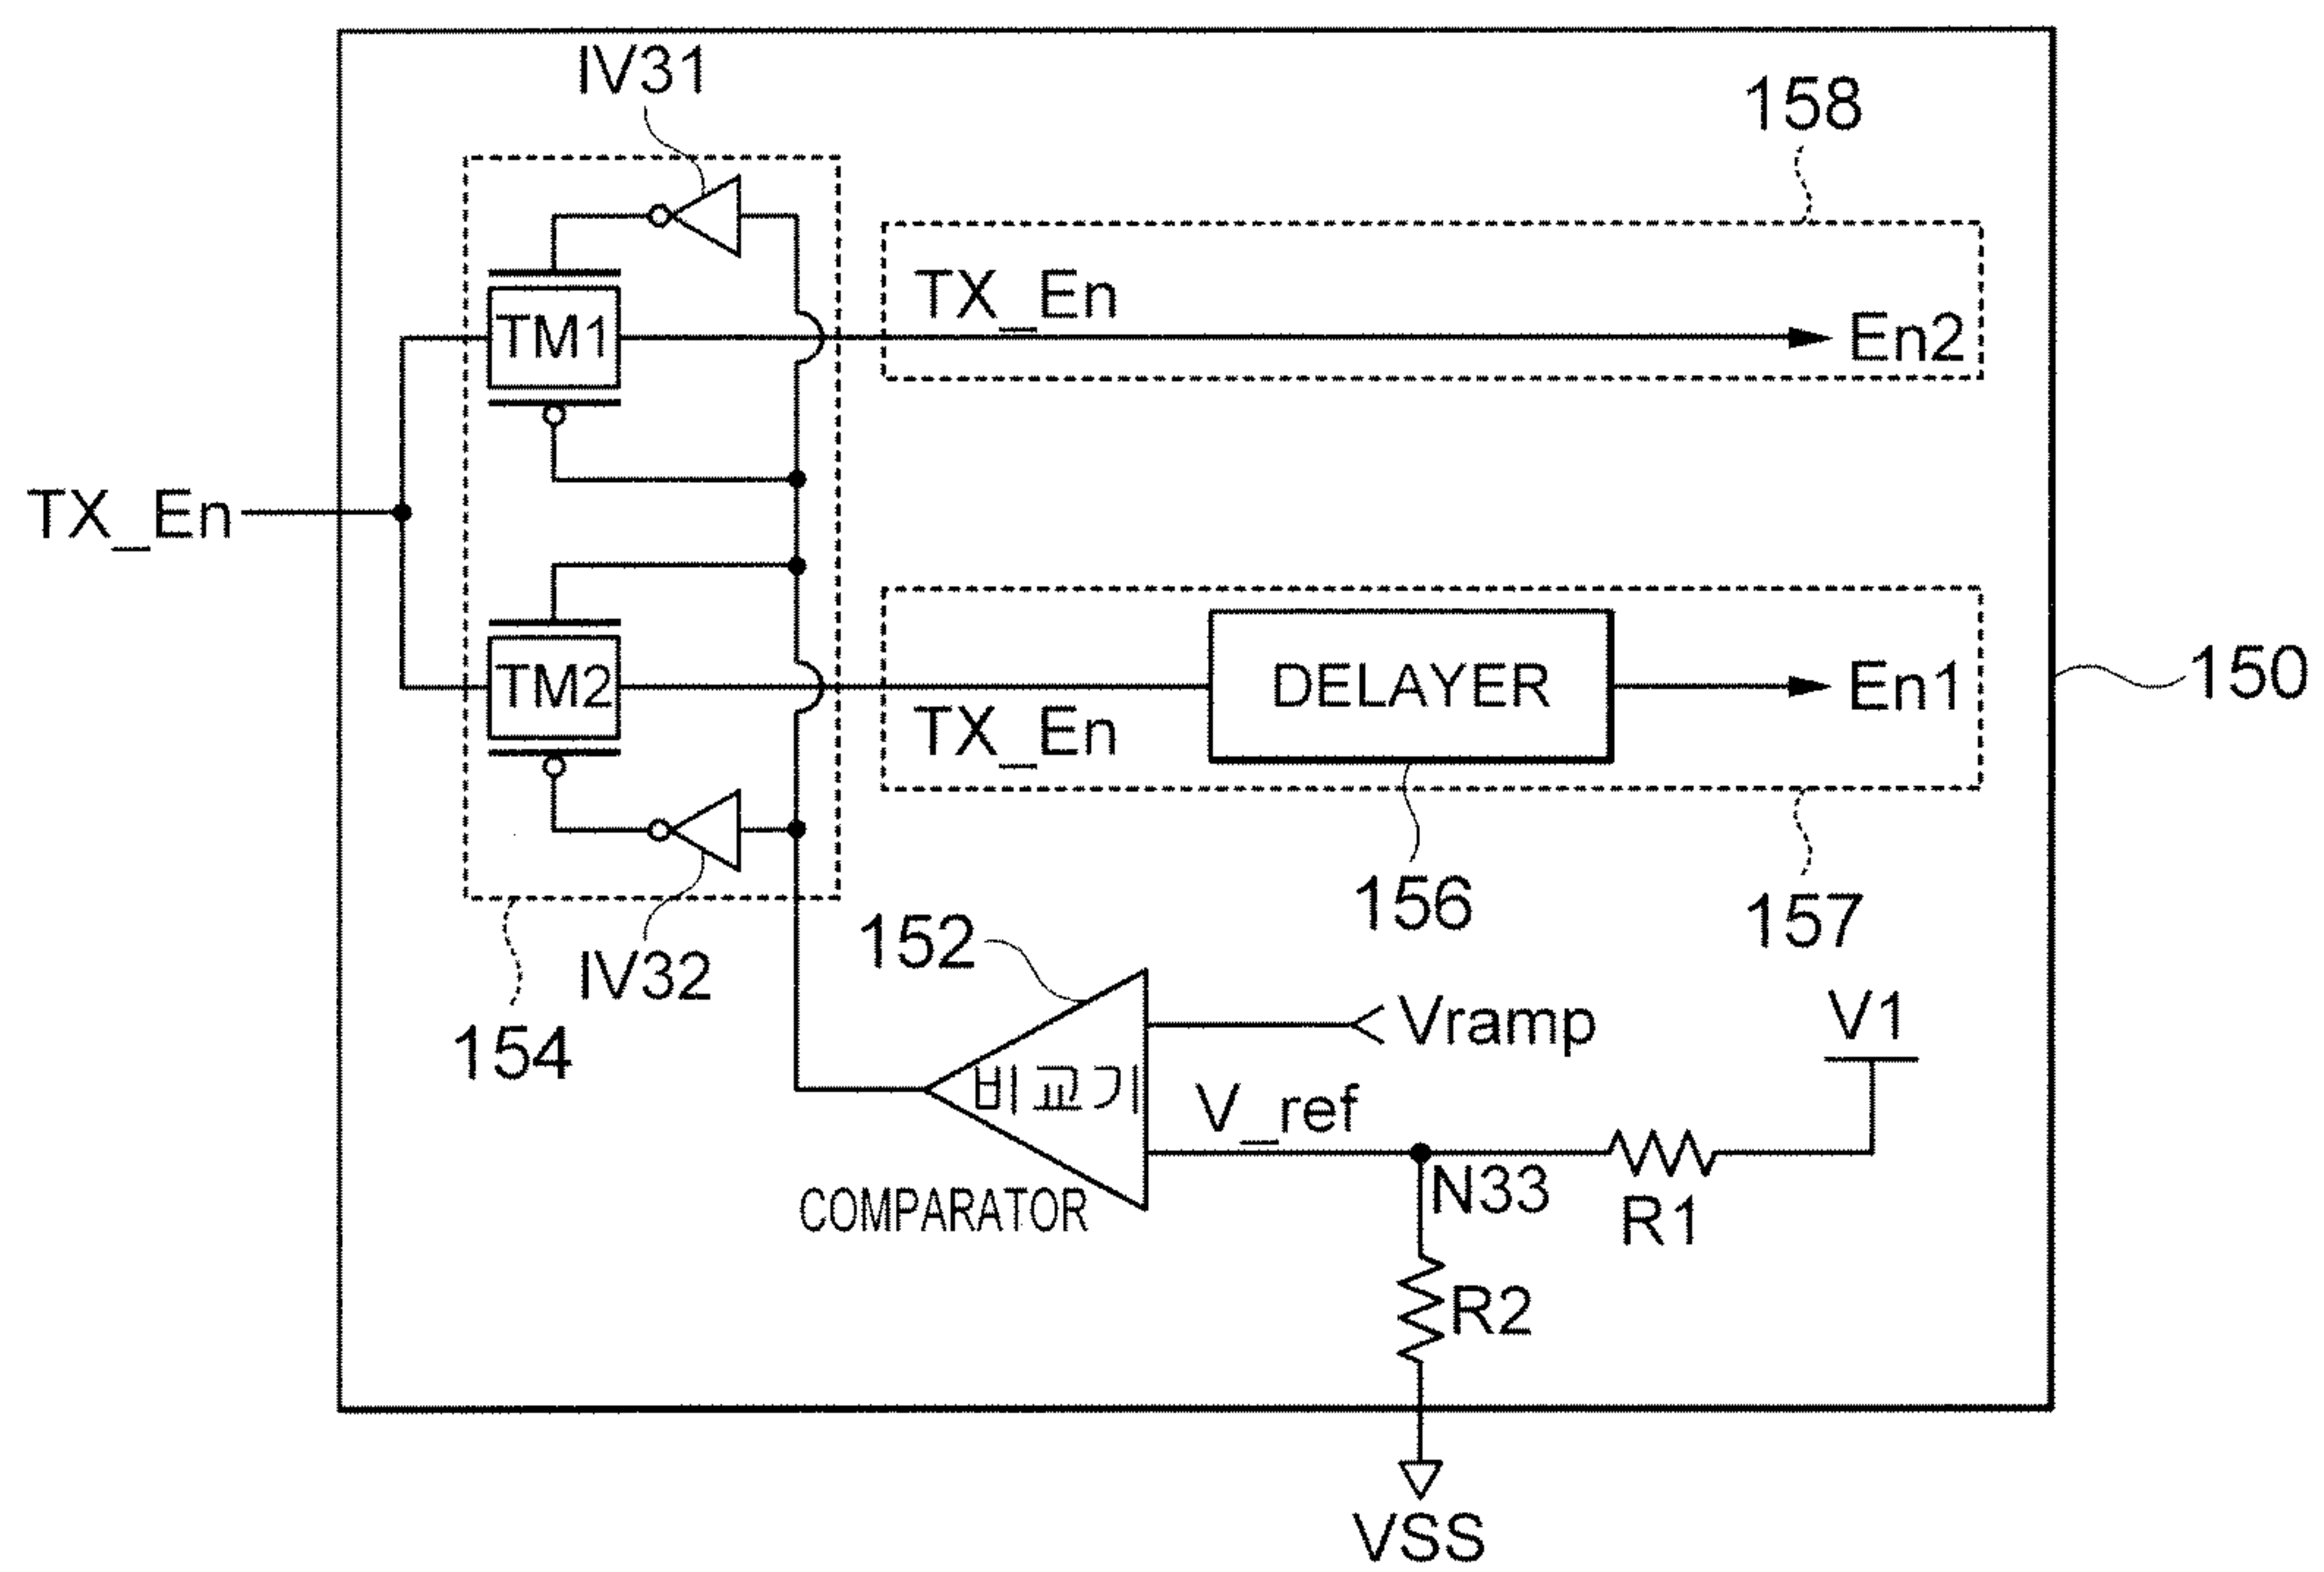 IV31
158
TX_En
En2
TM1
TX_En
TM2
DELAYER
En1
150
TX_En
156
157
152
IV32
154
Vramp
V1
비교기
V_ref
COMPARATOR
N33
R1
R2
VSS